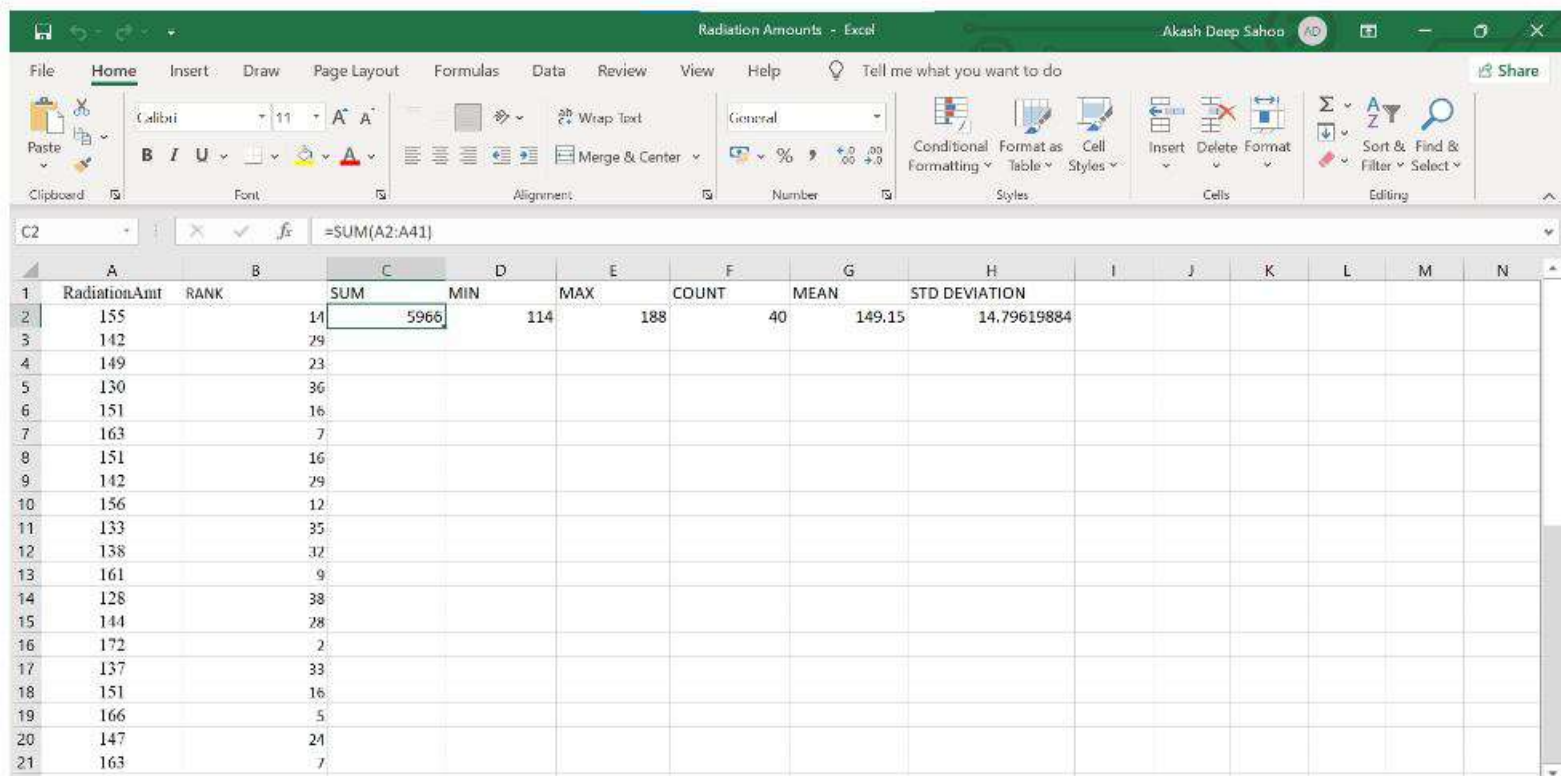 Radiation Amounts - Excel Akash Deep Sahoo AD
File Home Insert Draw Page Layout Formulas Data Review View Help Tell me what you want to do Share
Paste Calibri 11 A A Wrap Text General Conditional Formatting Format as Table Cell Styles Insert Delete Format Sort & Filter Find & Select
B I U A Merge & Center % ,
Clipboard Font Alignment Number Styles Cells Editing
C2 fx =SUM(A2:A41)
A B C D E F G H I J K L M N
1 RadiationAmt RANK SUM MIN MAX COUNT MEAN STD DEVIATION
2 155 14 5966 114 188 40 149.15 14.79619884
3 142 29
4 149 23
5 130 36
6 151 16
7 163 7
8 151 16
9 142 29
10 156 12
11 133 35
12 138 32
13 161 9
14 128 38
15 144 28
16 172 2
17 137 33
18 151 16
19 166 5
20 147 24
21 163 7